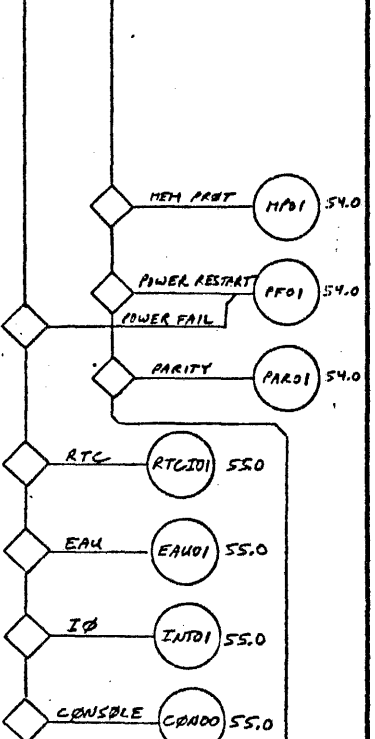 MEM PRØT MP01 54.0
POWER RESTART PF01 54.0
POWER FAIL
PARITY PAR01 54.0
RTC RTCI01 55.0
EAU EAU01 55.0
IØ INT01 55.0
CØNSØLE CØN00 55.0